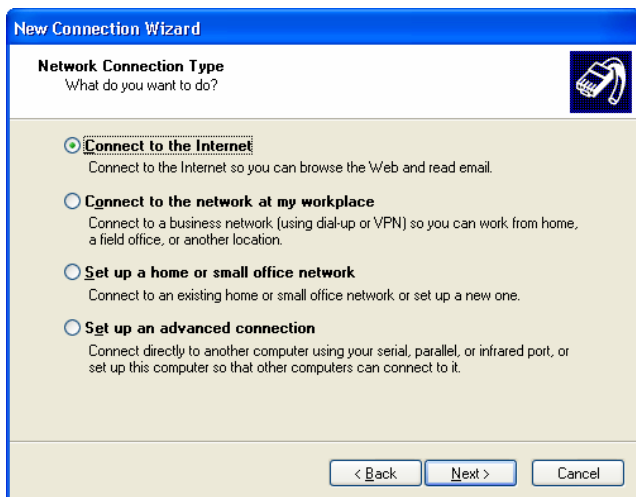 New Connection Wizard
Network Connection Type
What do you want to do?
Connect to the Internet
Connect to the Internet so you can browse the Web and read email.
Connect to the network at my workplace
Connect to a business network (using dial-up or VPN) so you can work from home,
a field office, or another location.
Set up a home or small office network
Connect to an existing home or small office network or set up a new one.
Set up an advanced connection
Connect directly to another computer using your serial, parallel, or infrared port, or
set up this computer so that other computers can connect to it.
< Back Next > Cancel